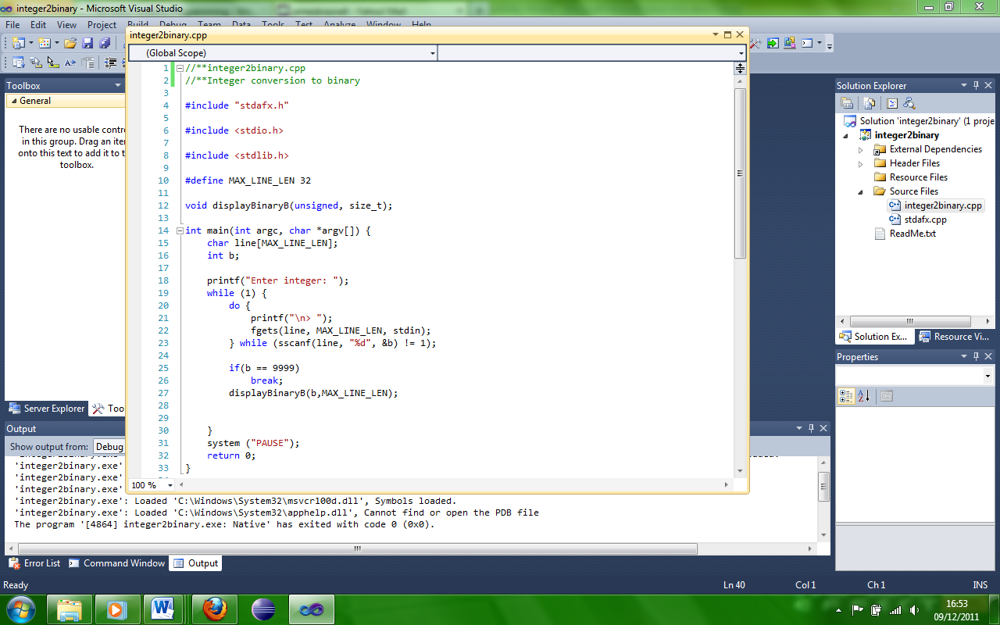 integer2binary - Microsoft Visual Studio
File Edit View Project Build Debug Team Data Tools Test Analyze Window Help
integer2binary.cpp
(Global Scope)
1 //**integer2binary.cpp
2 //**Integer conversion to binary
3
4 #include "stdafx.h"
5
6 #include <stdio.h>
7
8 #include <stdlib.h>
9
10 #define MAX_LINE_LEN 32
11
12 void displayBinaryB(unsigned, size_t);
13
14 int main(int argc, char *argv[]) {
15 char line[MAX_LINE_LEN];
16 int b;
17
18 printf("Enter integer: ");
19 while (1) {
20 do {
21 printf("\n> ");
22 fgets(line, MAX_LINE_LEN, stdin);
23 } while (sscanf(line, "%d", &b) != 1);
24
25 if(b == 9999)
26 break;
27 displayBinaryB(b,MAX_LINE_LEN);
28
29
30 }
31 system ("PAUSE");
32 return 0;
33 }
100 %
Toolbox
General
There are no usable contro
in this group. Drag an iten
onto this text to add it to t
toolbox.
Server Explorer Too
Solution Explorer
Solution 'integer2binary' (1 proje
integer2binary
External Dependencies
Header Files
Resource Files
Source Files
integer2binary.cpp
stdafx.cpp
ReadMe.txt
Solution Ex... Resource Vi...
Properties
Output
Show output from: Debug
'integer2binary.exe'
'integer2binary.exe'
'integer2binary.exe'
'integer2binary.exe': Loaded 'C:\Windows\System32\msvcr100d.dll', Symbols loaded.
'integer2binary.exe': Loaded 'C:\Windows\System32\apphelp.dll', Cannot find or open the PDB file
The program '[4864] integer2binary.exe: Native' has exited with code 0 (0x0).
Error List Command Window Output
Ready Ln 40 Col 1 Ch 1 INS
16:53
09/12/2011